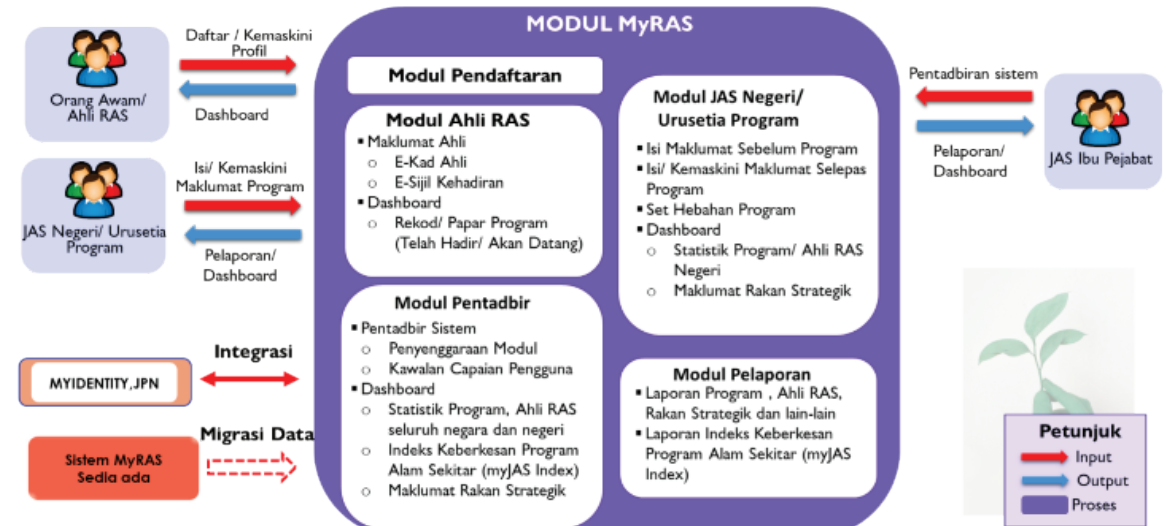 MODUL MyRAS
Daftar / Kemaskini
Profil
Orang Awam/
Ahli RAS
Dashboard
Isi/ Kemaskini
Maklumat Program
JAS Negeri/ Urusetia
Program
Pelaporan/
Dashboard
Integrasi
MYIDENTITY,JPN
Migrasi Data
Sistem MyRAS
Sedia ada
Modul Pendaftaran
Modul Ahli RAS
▪ Maklumat Ahli
o E-Kad Ahli
o E-Sijil Kehadiran
▪ Dashboard
o Rekod/ Papar Program
(Telah Hadir/ Akan Datang)
Modul Pentadbir
▪ Pentadbir Sistem
o Penyenggaraan Modul
o Kawalan Capaian Pengguna
▪ Dashboard
o Statistik Program, Ahli RAS
seluruh negara dan negeri
o Indeks Keberkesan Program
Alam Sekitar (myJAS Index)
o Maklumat Rakan Strategik
Modul JAS Negeri/
Urusetia Program
▪ Isi Maklumat Sebelum Program
▪ Isi/ Kemaskini Maklumat Selepas
Program
▪ Set Hebahan Program
▪ Dashboard
o Statistik Program/ Ahli RAS
Negeri
o Maklumat Rakan Strategik
Modul Pelaporan
▪ Laporan Program , Ahli RAS,
Rakan Strategik dan lain-lain
▪ Laporan Indeks Keberkesan
Program Alam Sekitar (myJAS
Index)
Pentadbiran sistem
JAS Ibu Pejabat
Pelaporan/
Dashboard
Petunjuk
Input
Output
Proses